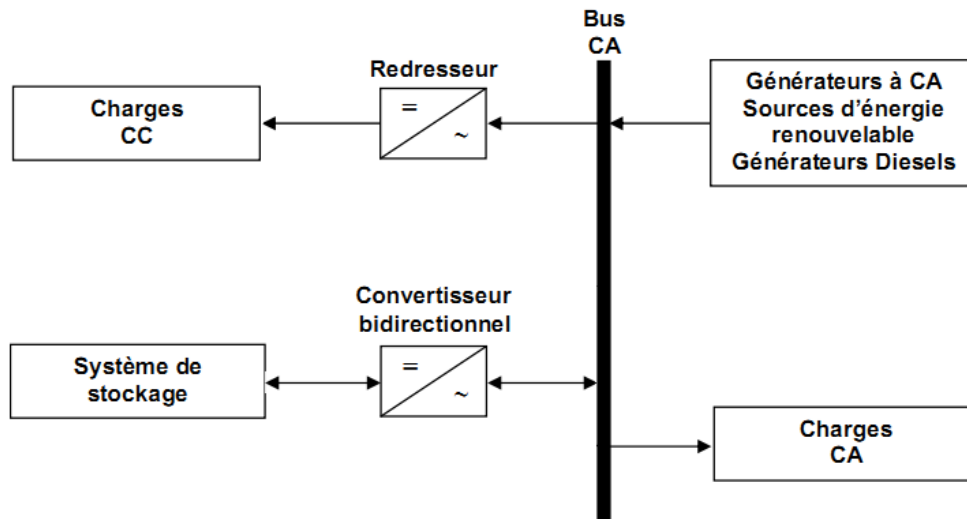 Bus
CA
Redresseur
Charges
CC
=
~
Générateurs à CA
Sources d'énergie
renouvelable
Générateurs Diesels
Convertisseur
bidirectionnel
Système de
stockage
=
~
Charges
CA